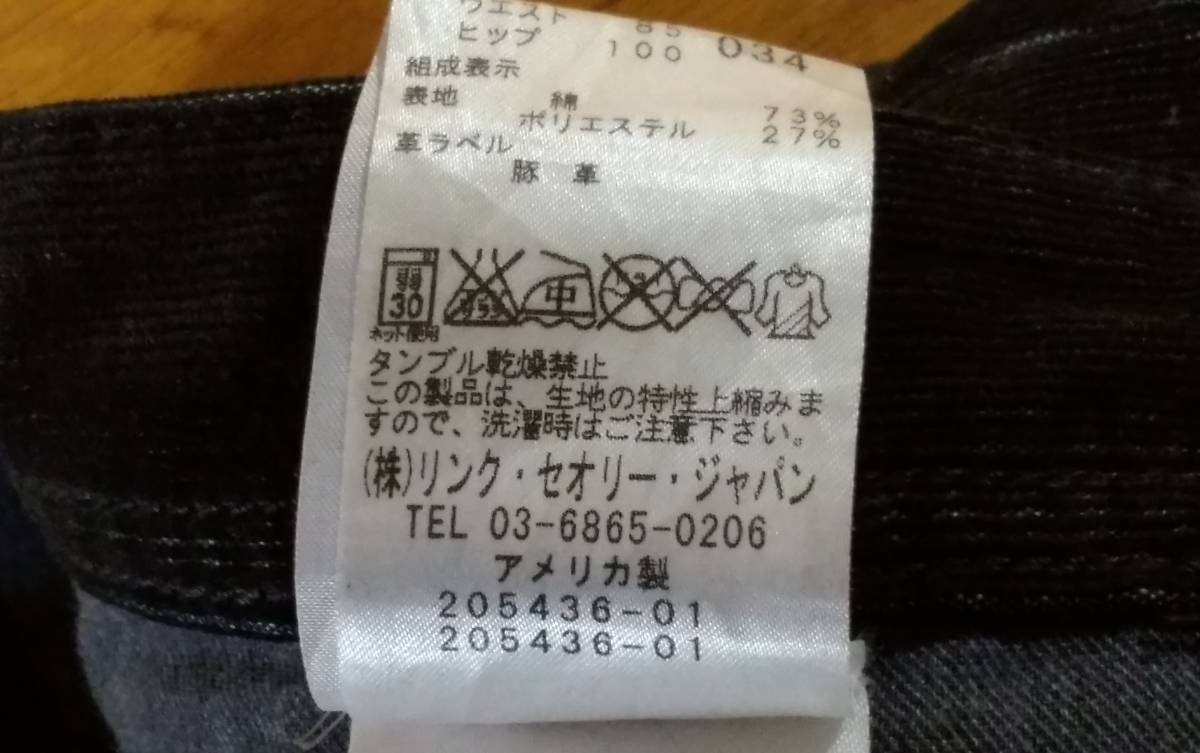 ウエスト 85
ヒップ 100 034
組成表示
表地 綿 73%
ポリエステル 27%
革ラベル
豚革
弱
30
ネット使用
中
タンブル乾燥禁止
この製品は、生地の特性上縮みま
すので、洗濯時はご注意下さい。
(株)リンク・セオリー・ジャパン
TEL 03-6865-0206
アメリカ製
205436-01
205436-01